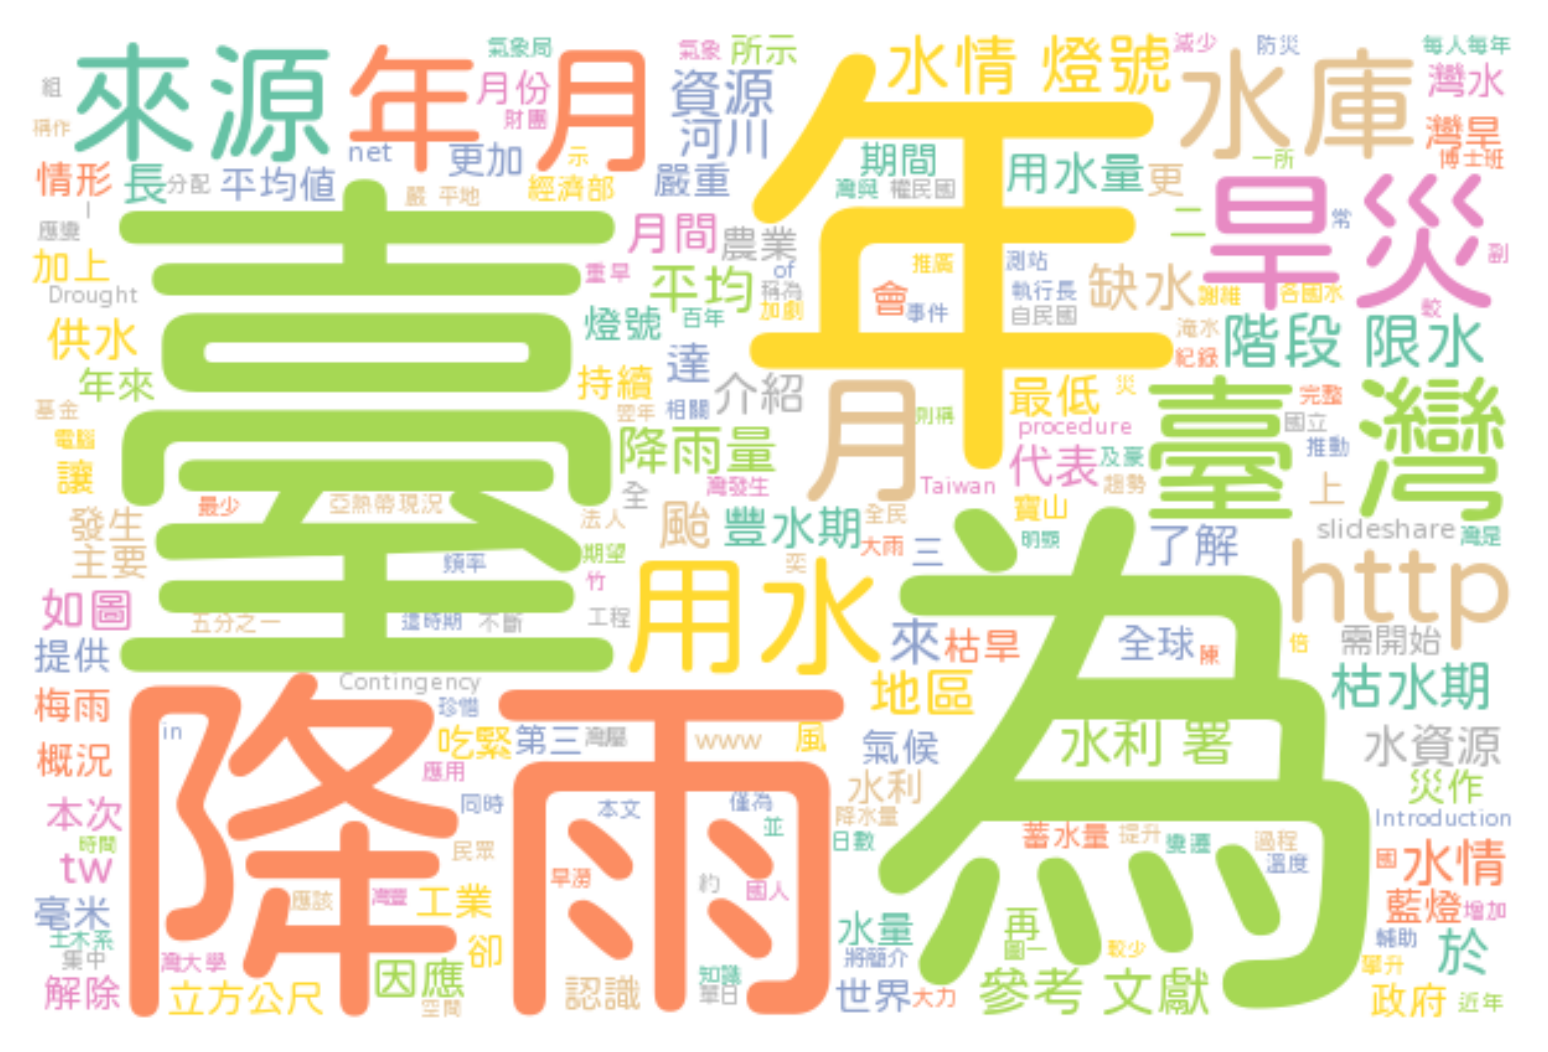 來源
年月
氣象局
氣象
所示
水情 燈號
減少
防災
每人每年
組
月份
資源
水庫
灣水
稱作
財團
河川
灣旱
情形
長
分配
平均值
net
更加
示
嚴重
年
期間
用水量
更
一所
博士班
嚴
平地
經濟部
灣與
權民國
旱災
應變
臺
月間
農業
二
常
加上
重旱
平均
of
稱為
推廣
測站
缺水
副
Drought
加劇
會
事件
執行長
謝維
各國水
供水
燈號
百年
自民國
淹水
較
階段
限水
年來
持續
達
介紹
紀錄
基金
翌年
相關
月
最低
災
臺灣
完整
電腦
則稱
procedure
國立
讓
降雨量
代表
及豪
推動
最少
亞熱帶現況
全
灣發生
Taiwan
趨勢
上
發生
法人
颱
豐水期
全民
寶山
slideshare
主要
頻率
期望
大雨
三
明顯
了解
灣是
竹
用水
奕
為
http
如圖
五分之一
這時期
不斷
工程
來
枯旱
全球
陳
倍
需開始
提供
Contingency
地區
枯水期
梅雨
降雨
珍惜
in
吃緊
第三
灣屬
www
風
氣候
水利 署
水資源
概況
應用
水利
災作
本次
同時
本文
僅為
並
降水量
日數
蓄水量
提升
變遷
過程
Introduction
時間
民眾
溫度
國
水情
tw
旱澇
約
國人
毫米
應該
灣豐
工業
藍燈
增加
土木系
水量
再
輔助
於
集中
灣大學
卻
將簡介
圖一
較少
攀升
解除
立方公尺
因應
空間
認識
知識
單日
世界
大力
參考 文獻
政府
近年